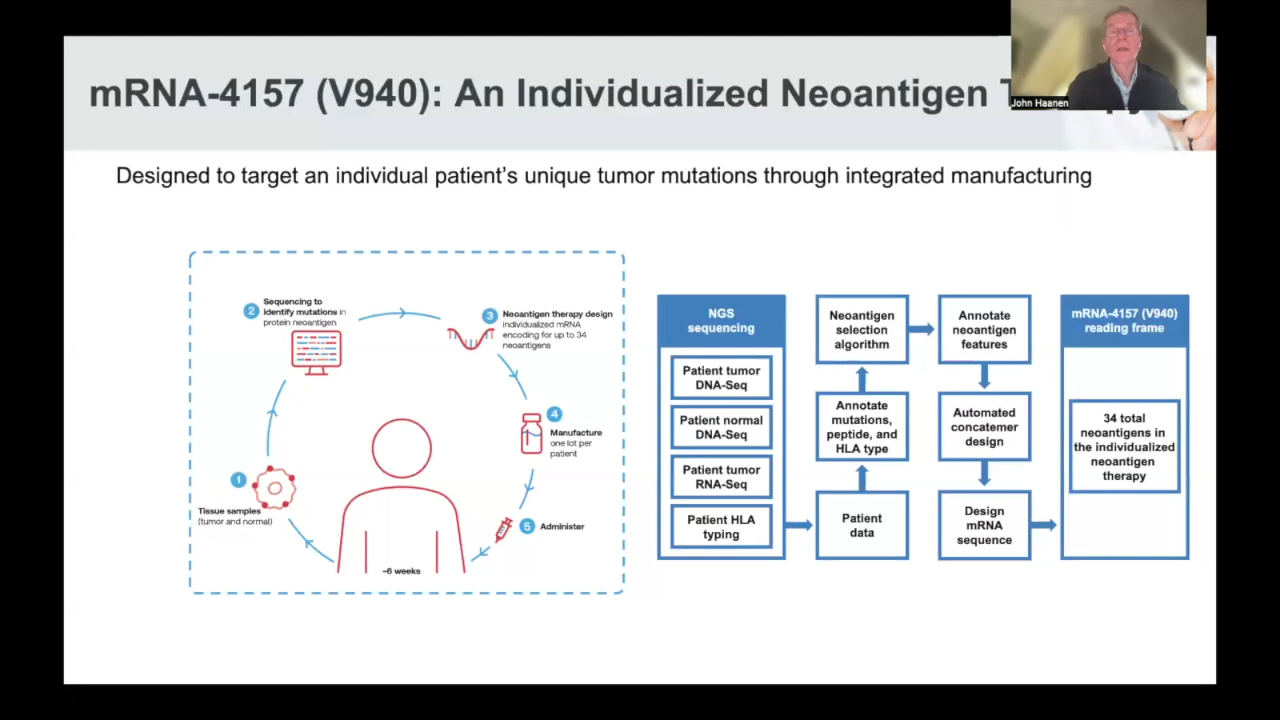 mRNA-4157 (V940): An Individualized Neoantigen
John Haanen
Designed to target an individual patient's unique tumor mutations through integrated manufacturing
1
Tissue samples
(tumor and normal)
2
Sequencing to
identify mutations in
protein neoantigen
3
Neoantigen therapy design
individualized mRNA
encoding for up to 34
neoantigens
4
Manufacture
one lot per
patient
5 Administer
~6 weeks
NGS
sequencing
Patient tumor
DNA-Seq
Patient normal
DNA-Seq
Patient tumor
RNA-Seq
Patient HLA
typing
Patient
data
Annotate
mutations,
peptide, and
HLA type
Neoantigen
selection
algorithm
Annotate
neoantigen
features
Automated
concatemer
design
Design
mRNA
sequence
mRNA-4157 (V940)
reading frame
34 total
neoantigens in
the individualized
neoantigen
therapy